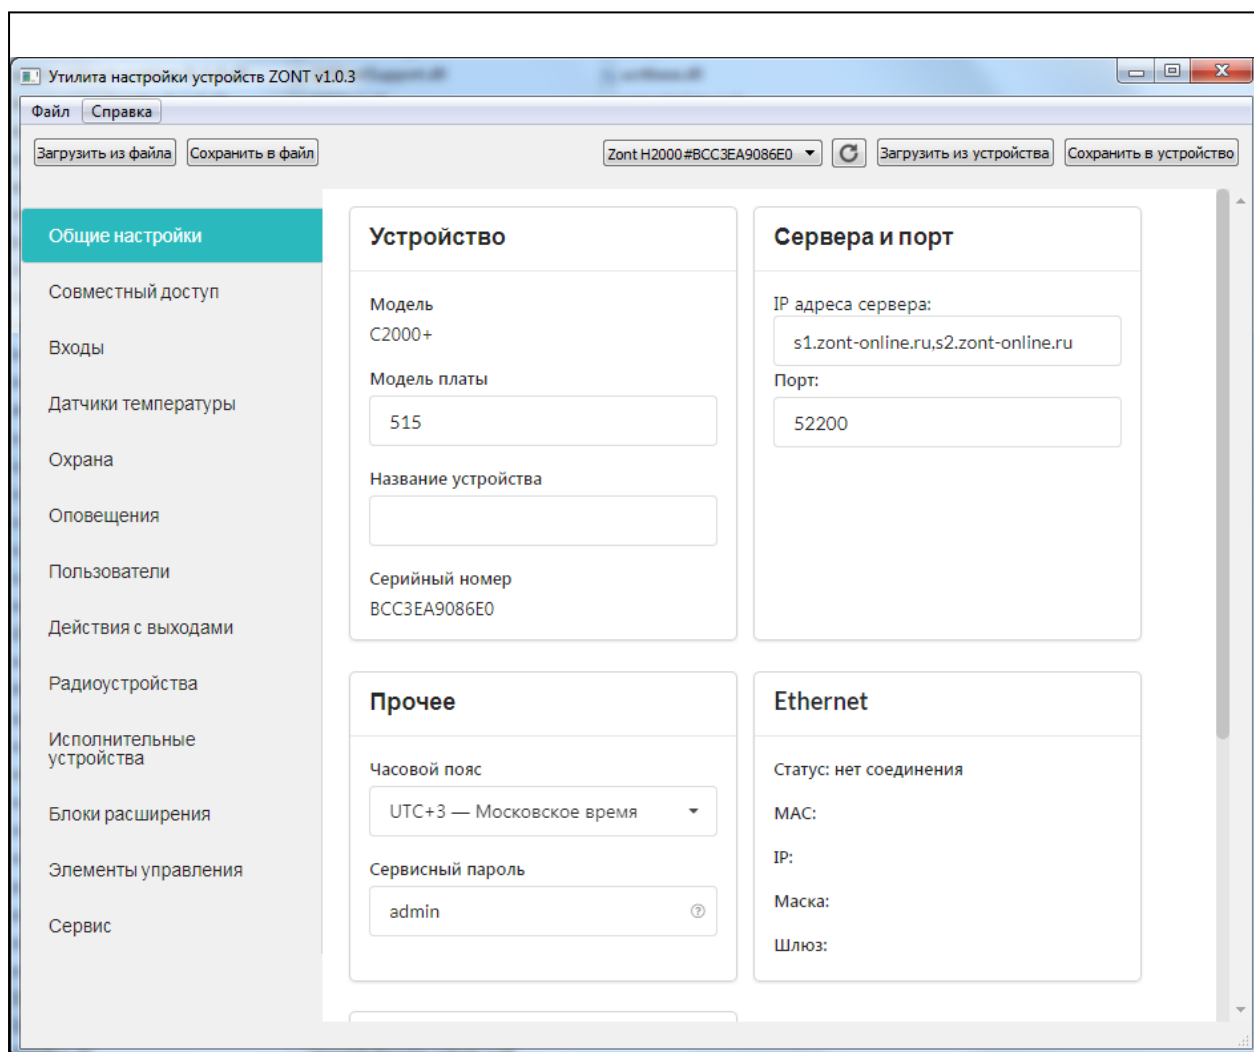 Утилита настройки устройств ZONT v1.0.3
Файл Справка
Загрузить из файла Сохранить в файл Zont H2000 #BCC3EA9086E0 Загрузить из устройства Сохранить в устройство
Общие настройки
Совместный доступ
Входы
Датчики температуры
Охрана
Оповещения
Пользователи
Действия с выходами
Радиоустройства
Исполнительные
устройства
Блоки расширения
Элементы управления
Сервис
Устройство
Модель
C2000+
Модель платы
515
Название устройства
Серийный номер
BCC3EA9086E0
Сервера и порт
IP адреса сервера:
s1.zont-online.ru,s2.zont-online.ru
Порт:
52200
Прочее
Часовой пояс
UTC+3 — Московское время
Сервисный пароль
admin
Ethernet
Статус: нет соединения
MAC:
IP:
Маска:
Шлюз: